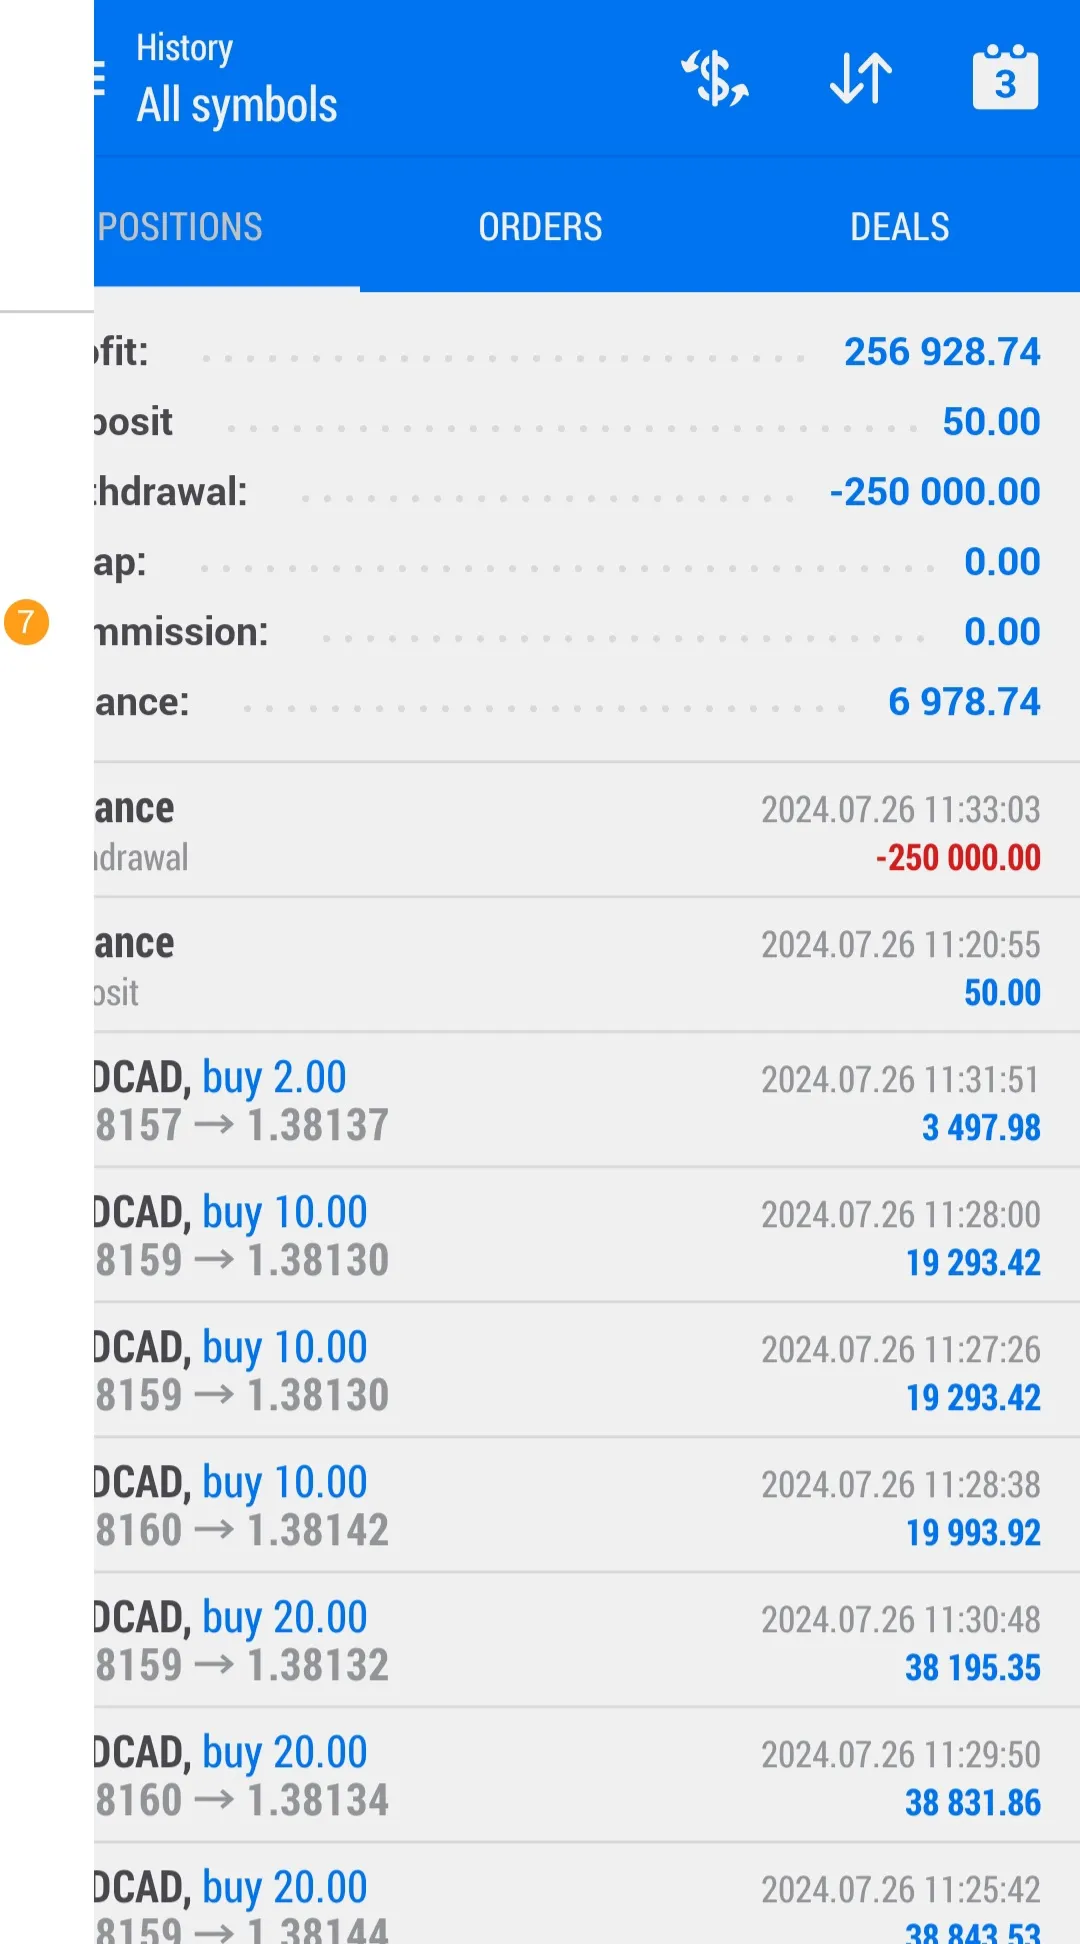 History
All symbols
3
POSITIONS
ORDERS
DEALS
ofit:
256 928.74
posit
50.00
thdrawal:
-250 000.00
ap:
0.00
7
mmission:
0.00
ance:
6 978.74
ance
2024.07.26 11:33:03
hdrawal
-250 000.00
ance
2024.07.26 11:20:55
osit
50.00
DCAD, buy 2.00
2024.07.26 11:31:51
8157 → 1.38137
3 497.98
DCAD, buy 10.00
2024.07.26 11:28:00
8159 → 1.38130
19 293.42
DCAD, buy 10.00
2024.07.26 11:27:26
8159 → 1.38130
19 293.42
DCAD, buy 10.00
2024.07.26 11:28:38
8160 → 1.38142
19 993.92
DCAD, buy 20.00
2024.07.26 11:30:48
8159 → 1.38132
38 195.35
DCAD, buy 20.00
2024.07.26 11:29:50
8160 → 1.38134
38 831.86
DCAD, buy 20.00
2024.07.26 11:25:42
8159 → 1.38144
38 843.53